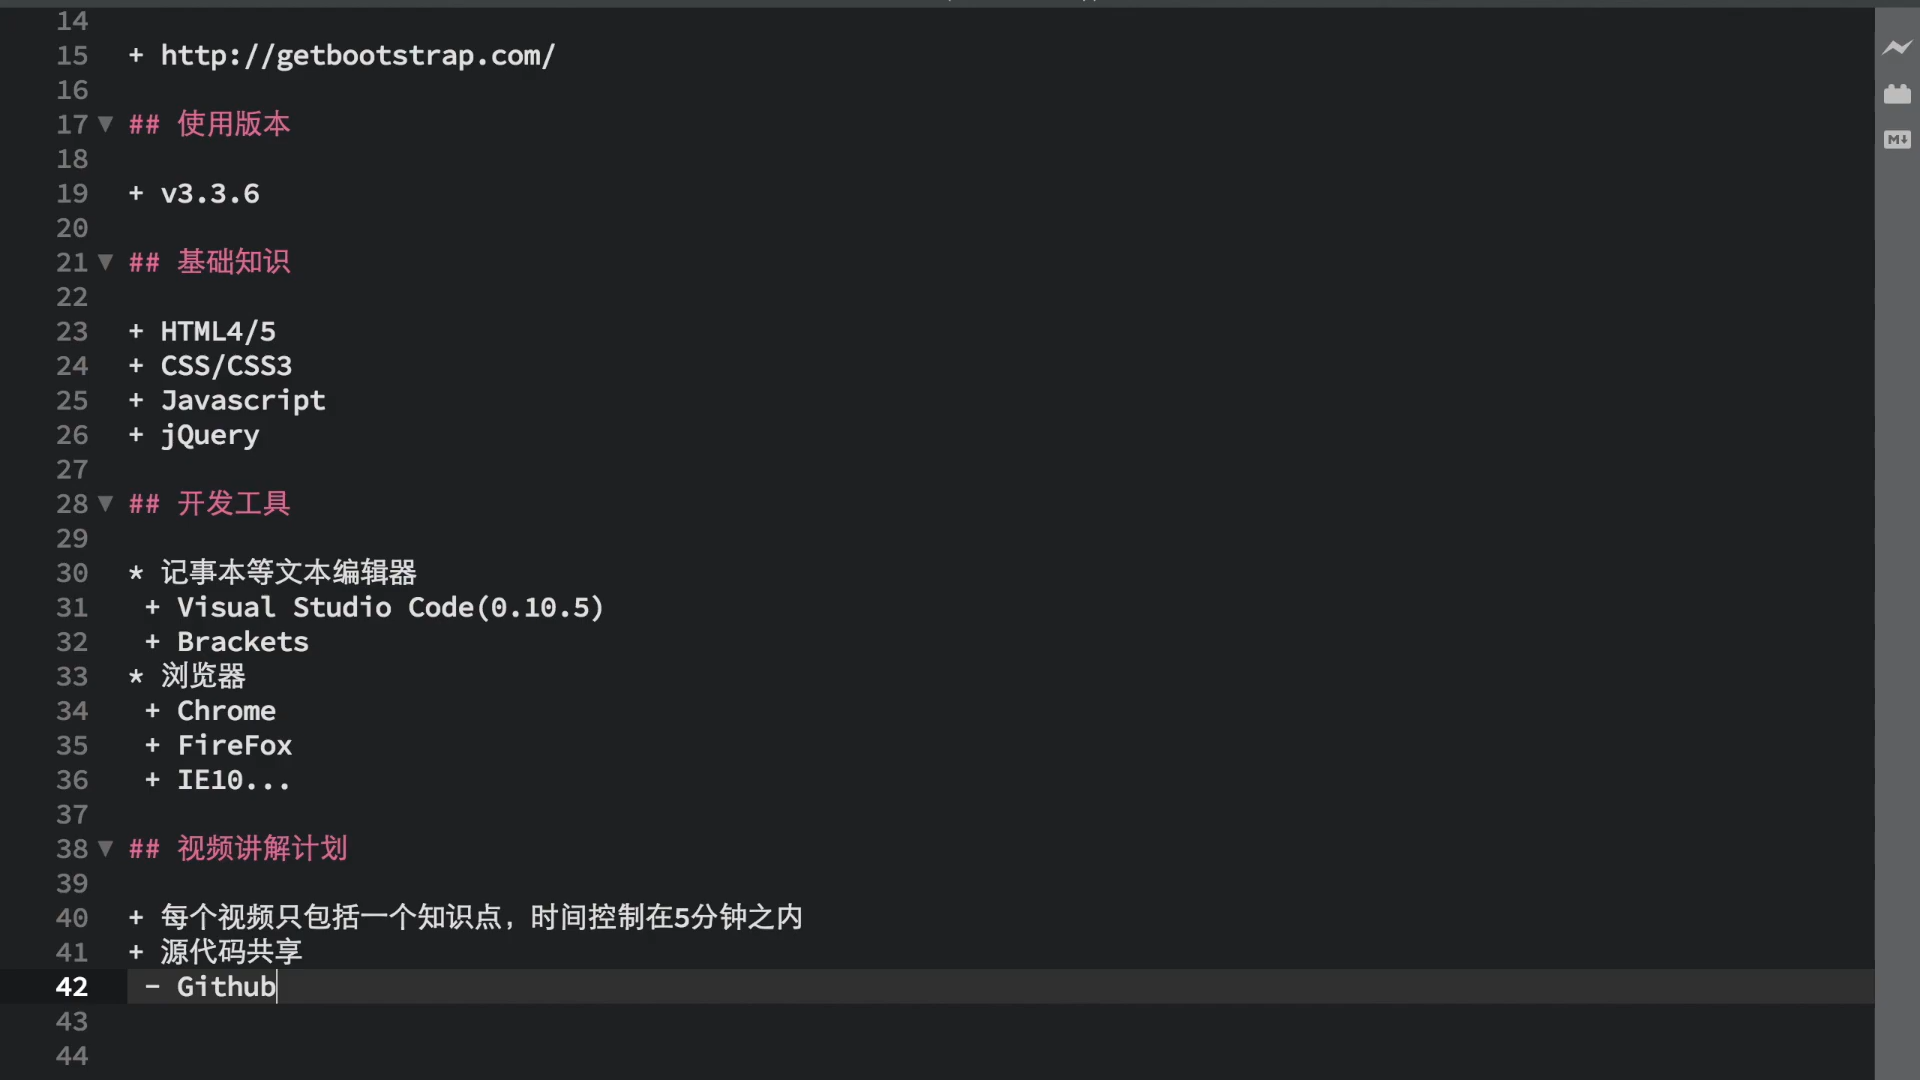 14
15 + http://getbootstrap.com/
16
17 ## 使用版本
18
19 + v3.3.6
20
21 ## 基础知识
22
23 + HTML4/5
24 + CSS/CSS3
25 + Javascript
26 + jQuery
27
28 ## 开发工具
29
30 * 记事本等文本编辑器
31 + Visual Studio Code(0.10.5)
32 + Brackets
33 * 浏览器
34 + Chrome
35 + FireFox
36 + IE10...
37
38 ## 视频讲解计划
39
40 + 每个视频只包括一个知识点，时间控制在5分钟之内
41 + 源代码共享
42 - Github
43
44
M↓